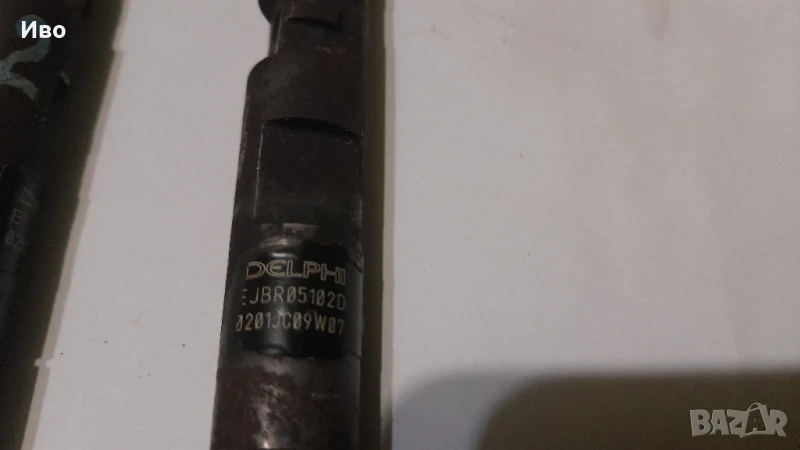 Иво
DELPHI
EJBR05102D
0201JC09W07
BAZAR